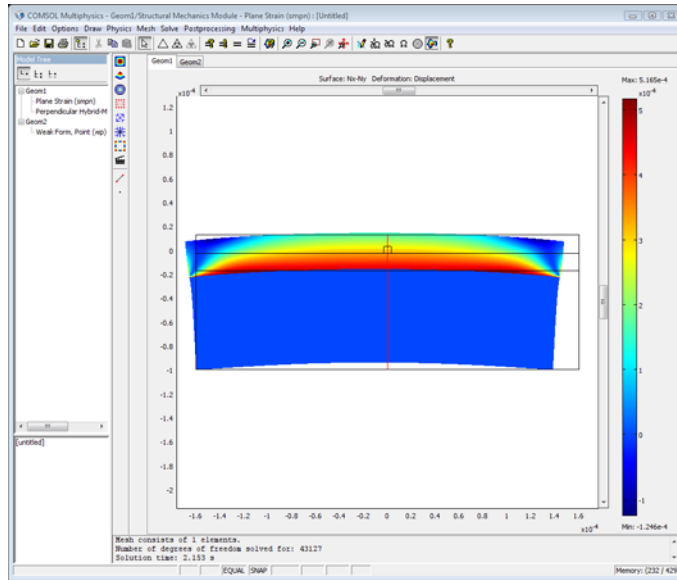 COMSOL Multiphysics - Geom1/Structural Mechanics Module - Plane Strain (smpn) : [Untitled]
File Edit Options Draw Physics Mesh Solve Postprocessing Multiphysics Help
Model Tree
Geom1
Plane Strain (smpn)
Perpendicular Hybrid-M
Geom2
Weak Form, Point (wp)
[untitled]
Geom1 Geom2
Surface: Nx-Ny Deformation: Displacement
Max: 5.165e-4
x10-4
x10-4
1.2
1
0.8
0.6
0.4
0.2
0
-0.2
-0.4
-0.6
-0.8
-1
-1.2
-1.4
-1.6
-1.8
-2
-1.6 -1.4 -1.2 -1 -0.8 -0.6 -0.4 -0.2 0 0.2 0.4 0.6 0.8 1 1.2 1.4 1.6
x10-4
5
4
3
2
1
0
-1
Min: -1.246e-4
Mesh consists of 1 elements.
Number of degrees of freedom solved for: 43127
Solution time: 2.153 s
EQUAL SNAP
Memory: (232 / 429